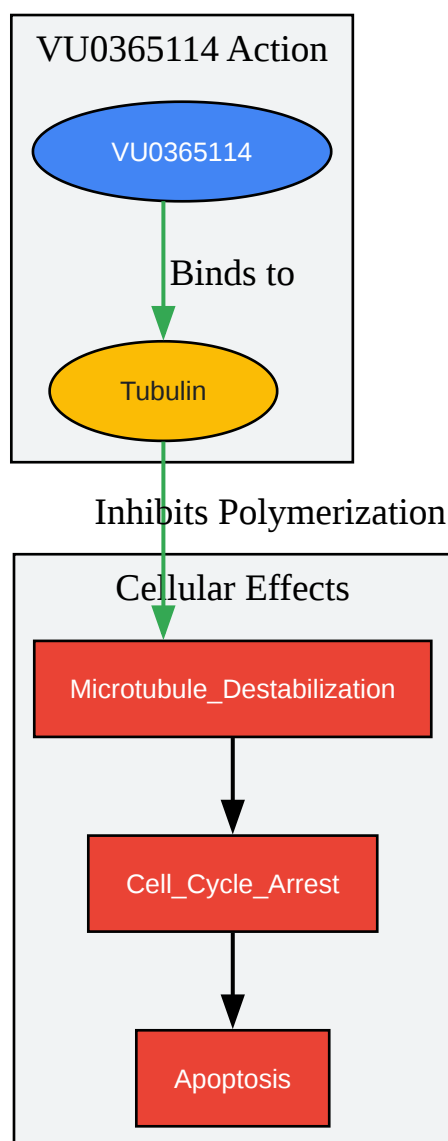 VU0365114 Action
VU0365114
Binds to
Tubulin
Inhibits Polymerization
Cellular Effects
Microtubule_Destabilization
Cell_Cycle_Arrest
Apoptosis